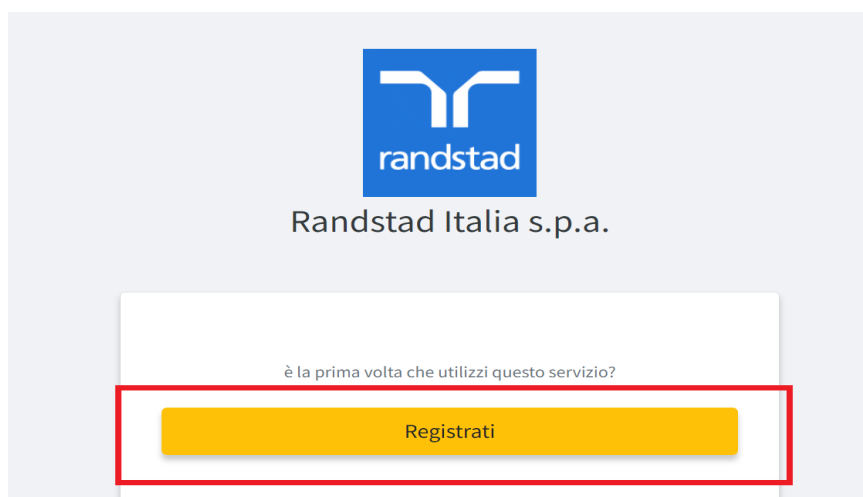 randstad
Randstad Italia s.p.a.
è la prima volta che utilizzi questo servizio?
Registrati